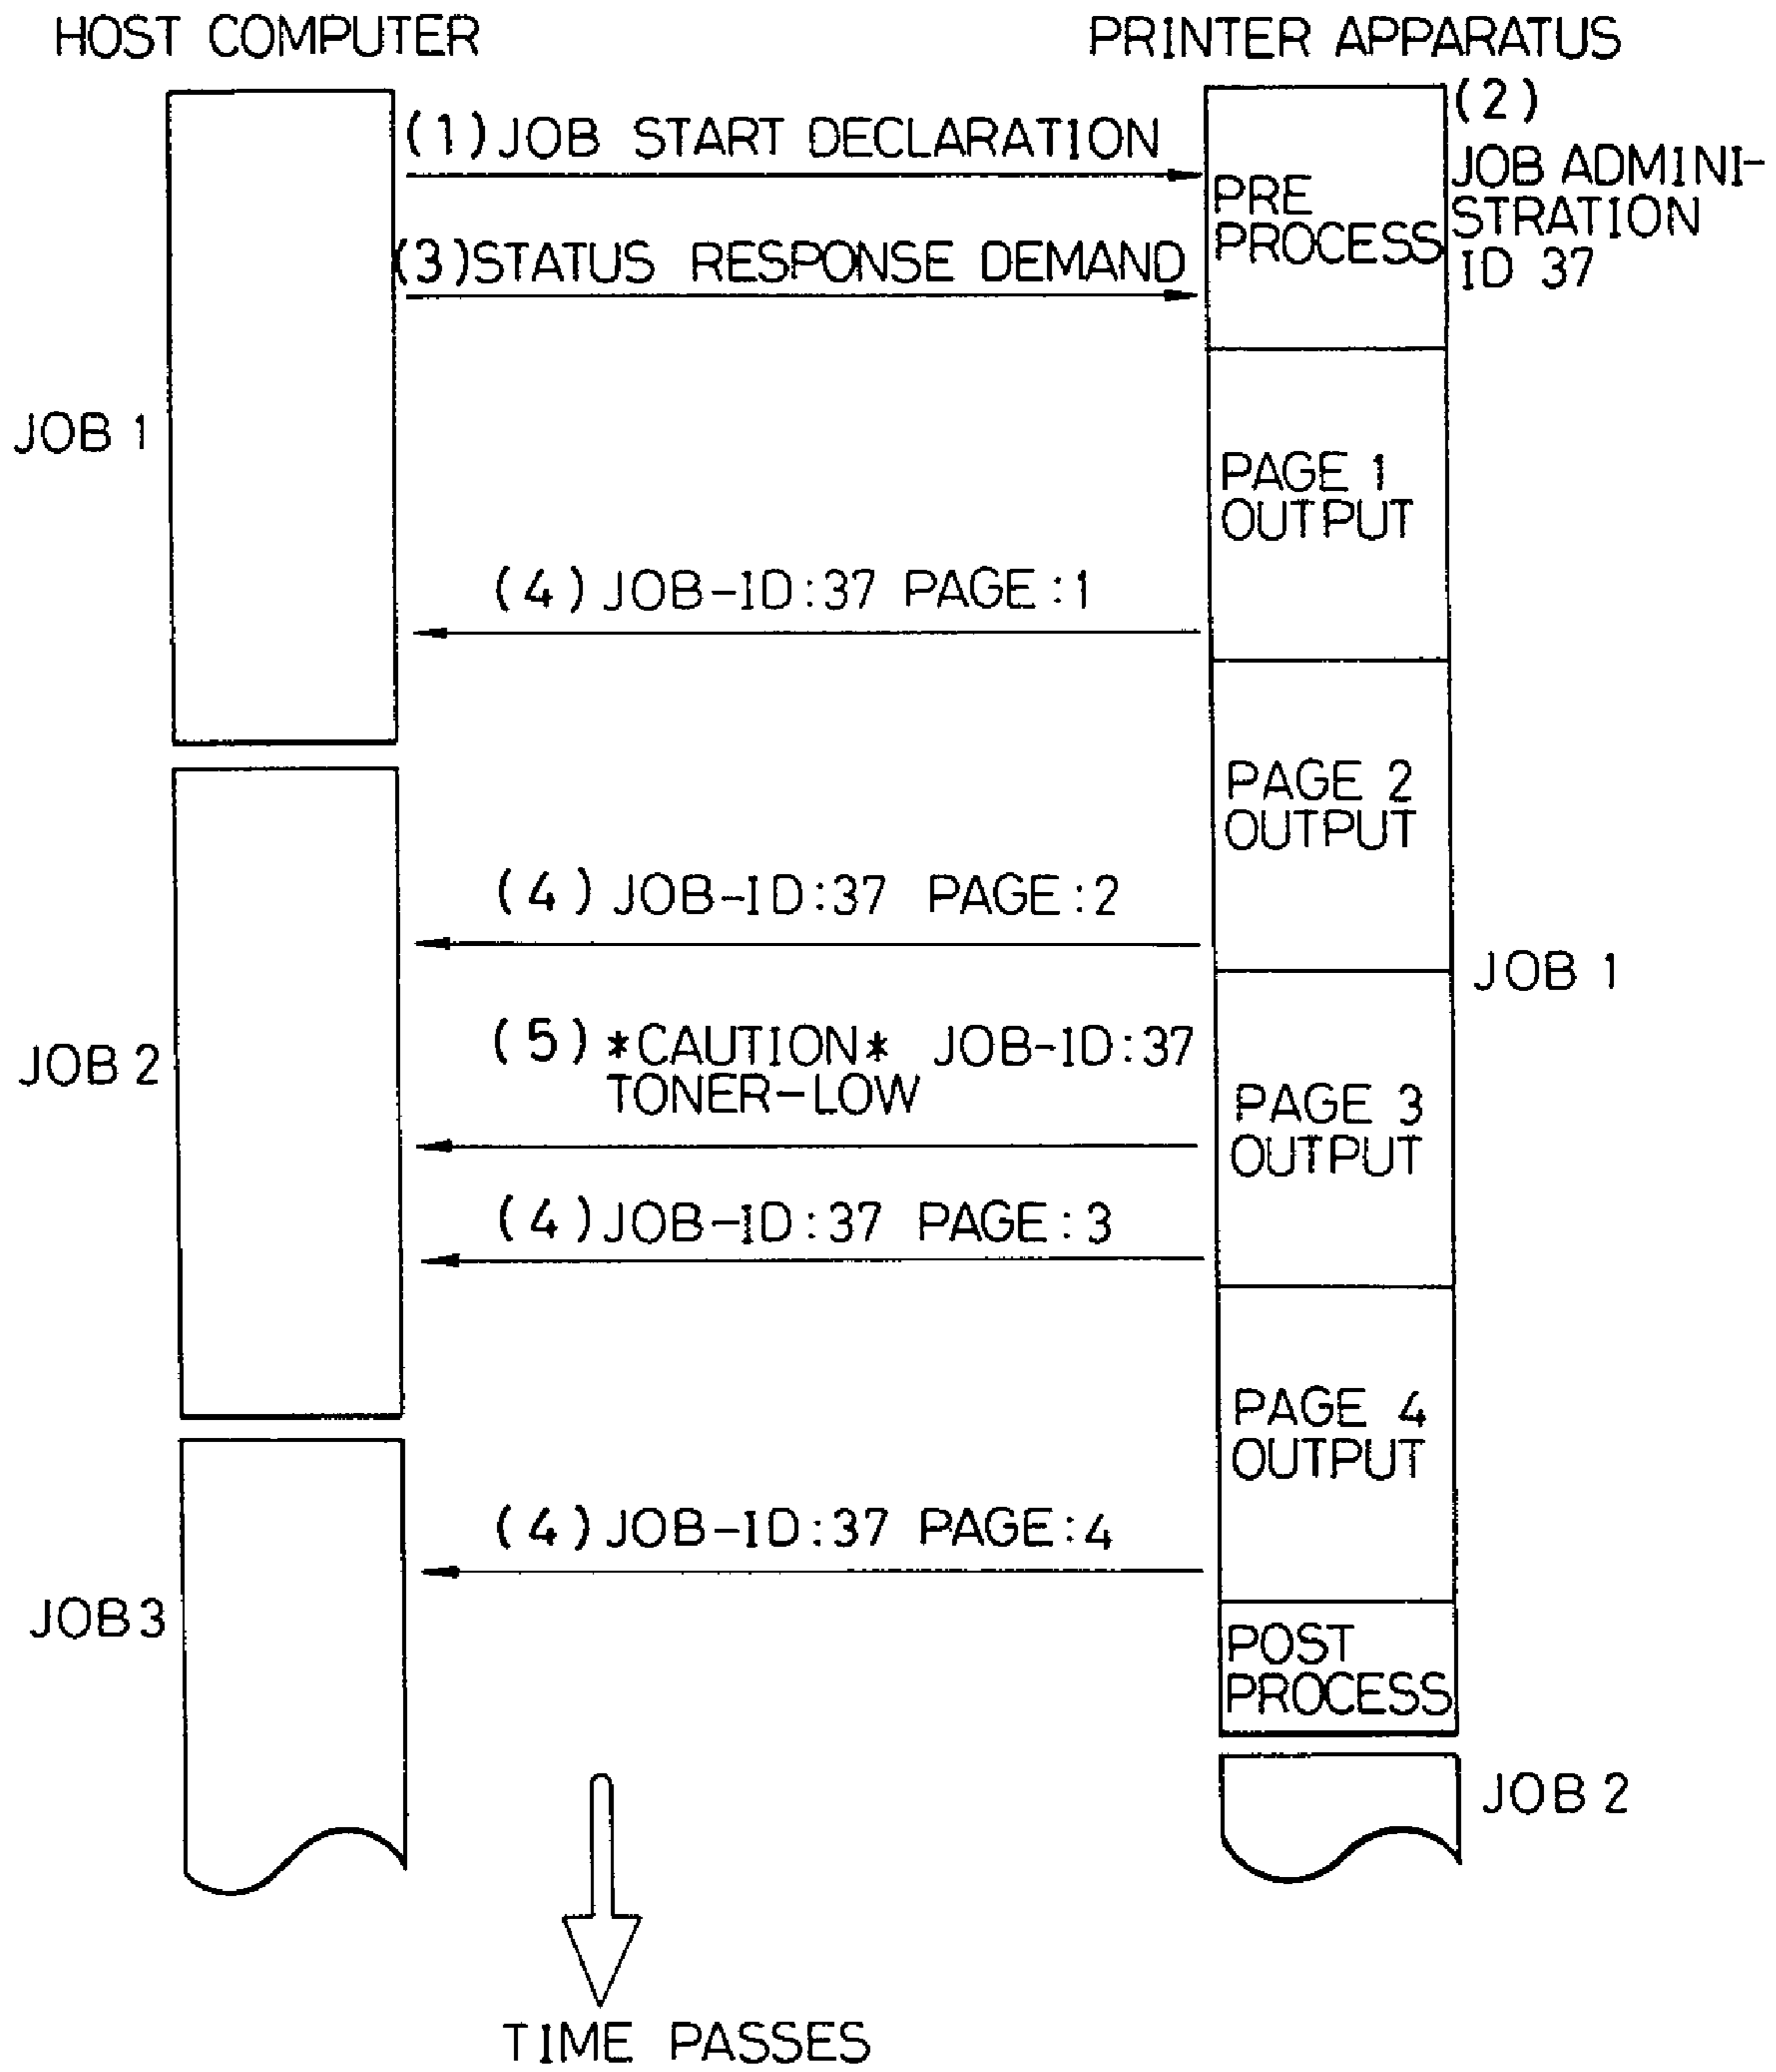 HOST COMPUTER
PRINTER APPARATUS
(1) JOB START DECLARATION
(2)
JOB ADMINI-
STRATION
ID 37
PRE
PROCESS
(3) STATUS RESPONSE DEMAND
JOB 1
PAGE 1
OUTPUT
(4) JOB-ID:37 PAGE:1
PAGE 2
OUTPUT
(4) JOB-ID:37 PAGE:2
JOB 1
JOB 2
(5) *CAUTION* JOB-ID:37
TONER-LOW
PAGE 3
OUTPUT
(4) JOB-ID:37 PAGE:3
PAGE 4
OUTPUT
(4) JOB-ID:37 PAGE:4
JOB3
POST
PROCESS
JOB 2
TIME PASSES